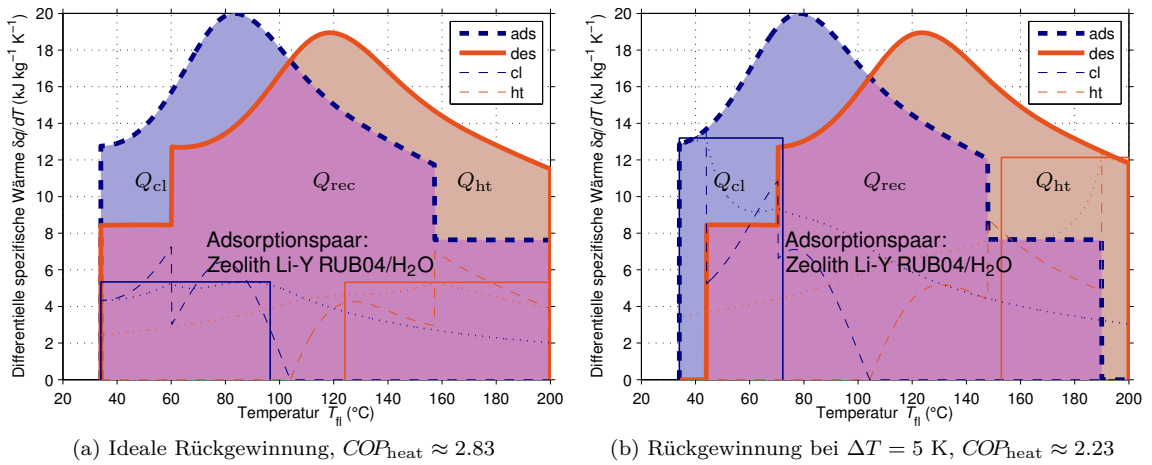 Differentielle spezifische Wärme δq/dT (kJ kg⁻¹ K⁻¹)
20
18
16
14
12
10
8
6
4
2
0
ads
des
cl
ht
Q_cl
Q_rec
Q_ht
Adsorptionspaar:
Zeolith Li-Y RUB04/H₂O
20 40 60 80 100 120 140 160 180 200
Temperatur T_fl (°C)
(a) Ideale Rückgewinnung, COP_heat ≈ 2.83
Differentielle spezifische Wärme δq/dT (kJ kg⁻¹ K⁻¹)
20
18
16
14
12
10
8
6
4
2
0
ads
des
cl
ht
Q_cl
Q_rec
Q_ht
Adsorptionspaar:
Zeolith Li-Y RUB04/H₂O
20 40 60 80 100 120 140 160 180 200
Temperatur T_fl (°C)
(b) Rückgewinnung bei ΔT = 5 K, COP_heat ≈ 2.23